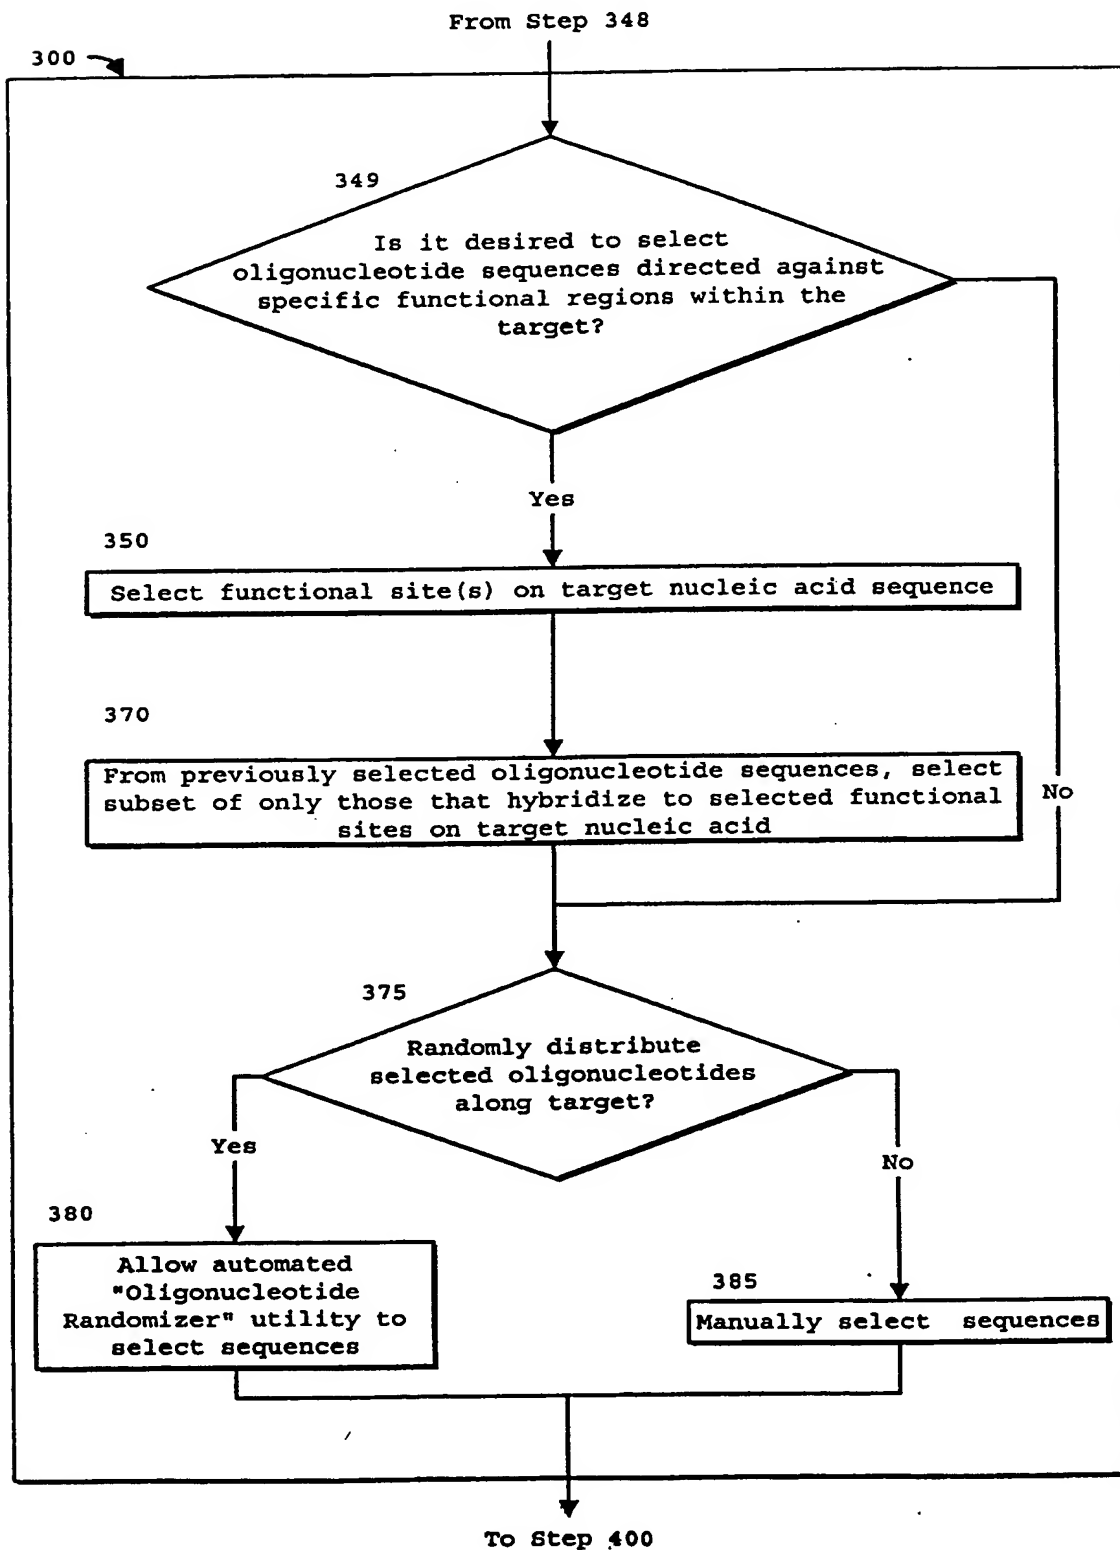 From Step 348
300
349
Is it desired to select
oligonucleotide sequences directed against
specific functional regions within the
target?
Yes
350
Select functional site(s) on target nucleic acid sequence
370
From previously selected oligonucleotide sequences, select
subset of only those that hybridize to selected functional
sites on target nucleic acid
No
375
Randomly distribute
selected oligonucleotides
along target?
Yes
No
380
Allow automated
"Oligonucleotide
Randomizer" utility to
select sequences
385
Manually select sequences
To Step 400